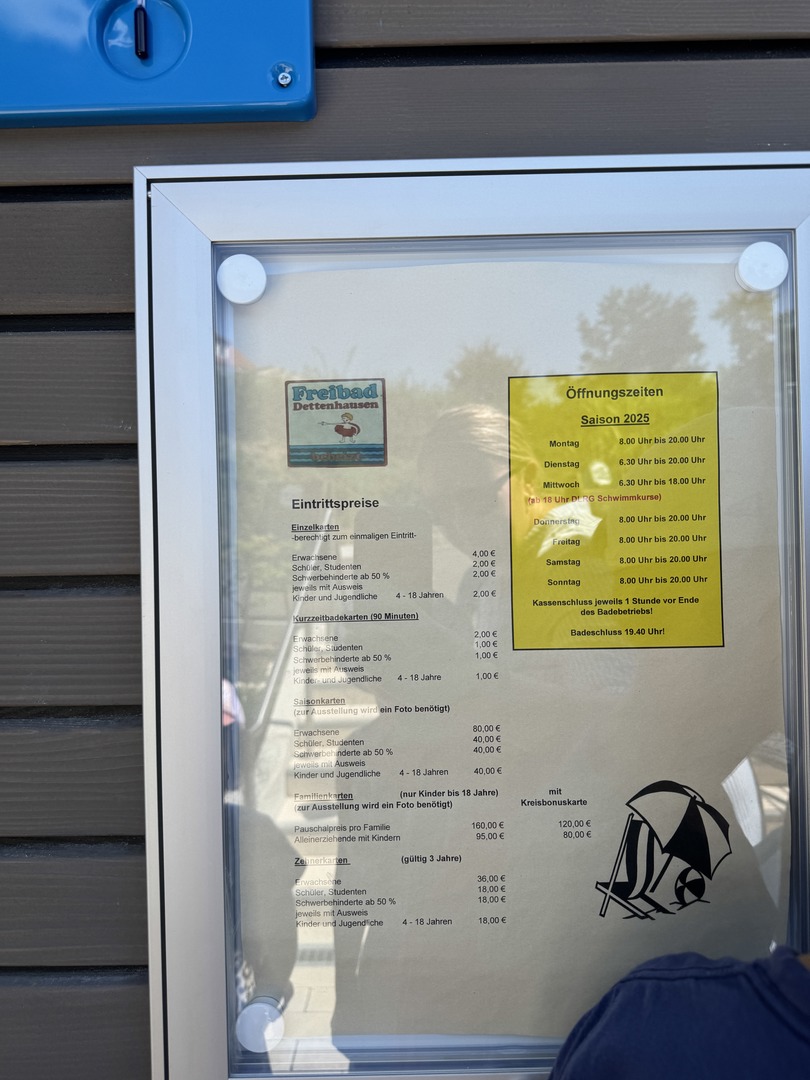 Freibad
Dettenhausen
Eintrittspreise
Einzelkarten
-berechtigt zum einmaligen Eintritt-
Erwachsene 4,00 €
Schüler, Studenten 2,00 €
Schwerbehinderte ab 50 % 2,00 €
jeweils mit Ausweis
Kinder und Jugendliche 4 - 18 Jahren 2,00 €
Kurzzeitbadekarten (90 Minuten)
Erwachsene 2,00 €
Schüler, Studenten 1,00 €
Schwerbehinderte ab 50 % 1,00 €
jeweils mit Ausweis
Kinder- und Jugendliche 4 - 18 Jahre 1,00 €
Saisonkarten
(zur Ausstellung wird ein Foto benötigt)
Erwachsene 80,00 €
Schüler, Studenten 40,00 €
Schwerbehinderte ab 50 % 40,00 €
jeweils mit Ausweis
Kinder und Jugendliche 4 - 18 Jahren 40,00 €
Familienkarten (nur Kinder bis 18 Jahre) mit
(zur Ausstellung wird ein Foto benötigt) Kreisbonuskarte
Pauschalpreis pro Familie 160,00 € 120,00 €
Alleinerziehende mit Kindern 95,00 € 80,00 €
Zehnerkarten (gültig 3 Jahre)
Erwachsene 36,00 €
Schüler, Studenten 18,00 €
Schwerbehinderte ab 50 % 18,00 €
jeweils mit Ausweis
Kinder und Jugendliche 4 - 18 Jahren 18,00 €
Öffnungszeiten
Saison 2025
Montag 8.00 Uhr bis 20.00 Uhr
Dienstag 6.30 Uhr bis 20.00 Uhr
Mittwoch 6.30 Uhr bis 18.00 Uhr
(ab 18 Uhr DLRG Schwimmkurse)
Donnerstag 8.00 Uhr bis 20.00 Uhr
Freitag 8.00 Uhr bis 20.00 Uhr
Samstag 8.00 Uhr bis 20.00 Uhr
Sonntag 8.00 Uhr bis 20.00 Uhr
Kassenschluss jeweils 1 Stunde vor Ende
des Badebetriebs!
Badeschluss 19.40 Uhr!